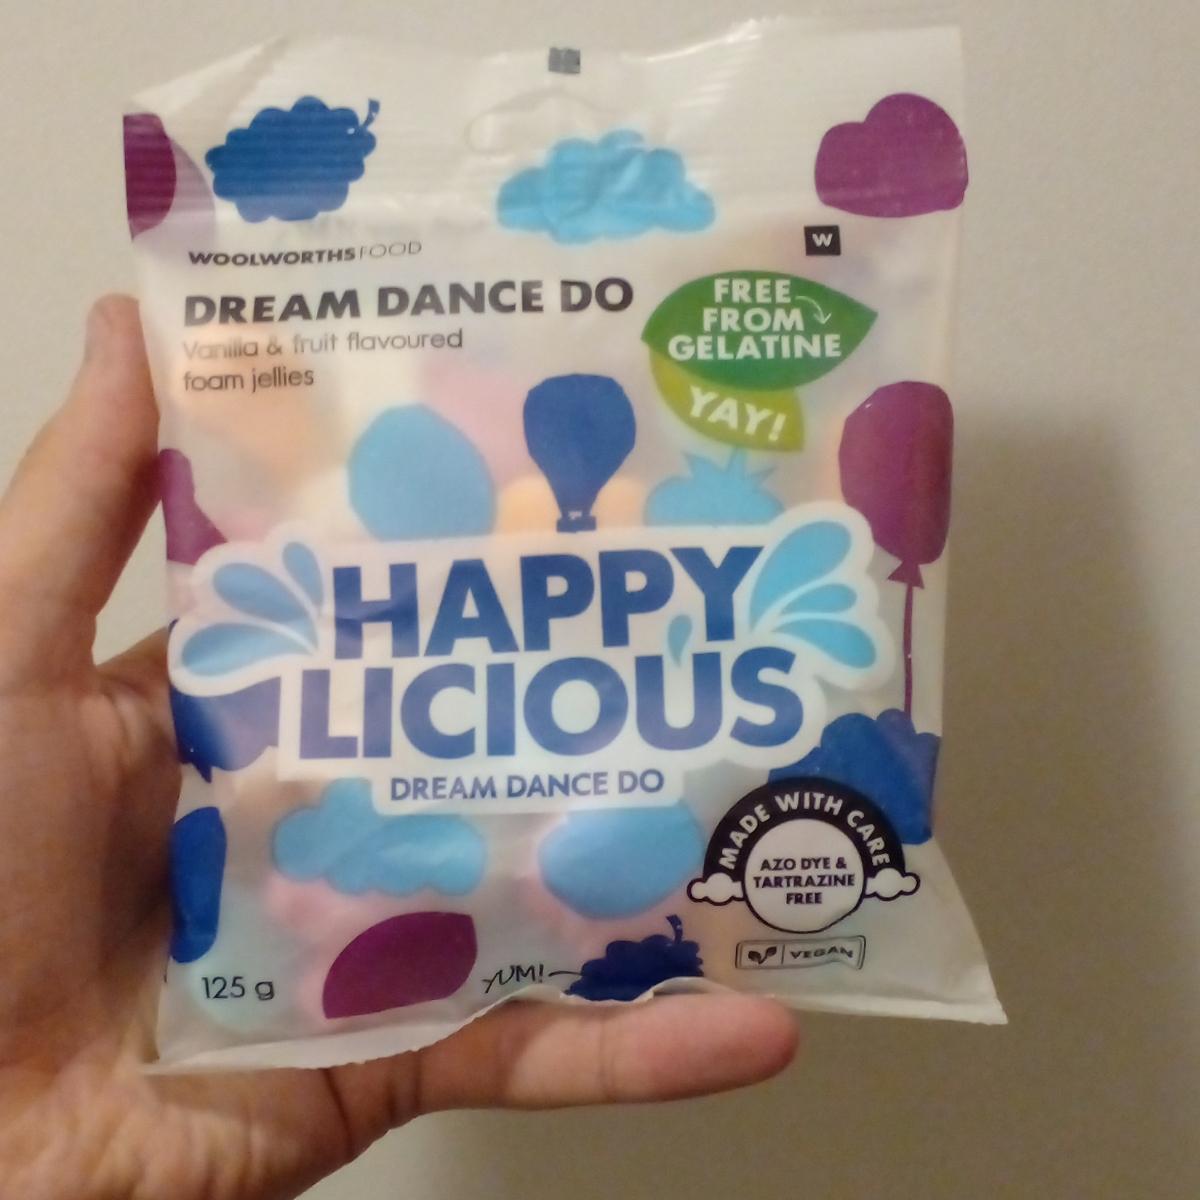 WOOLWORTHSFOOD
W
DREAM DANCE DO
Vanilla & fruit flavoured
foam jellies
FREE
FROM
GELATINE
YAY!
HAPPY
LICIOUS
DREAM DANCE DO
MADE WITH CARE
AZO DYE &
TARTRAZINE
FREE
VEGAN
125 g
YUM!